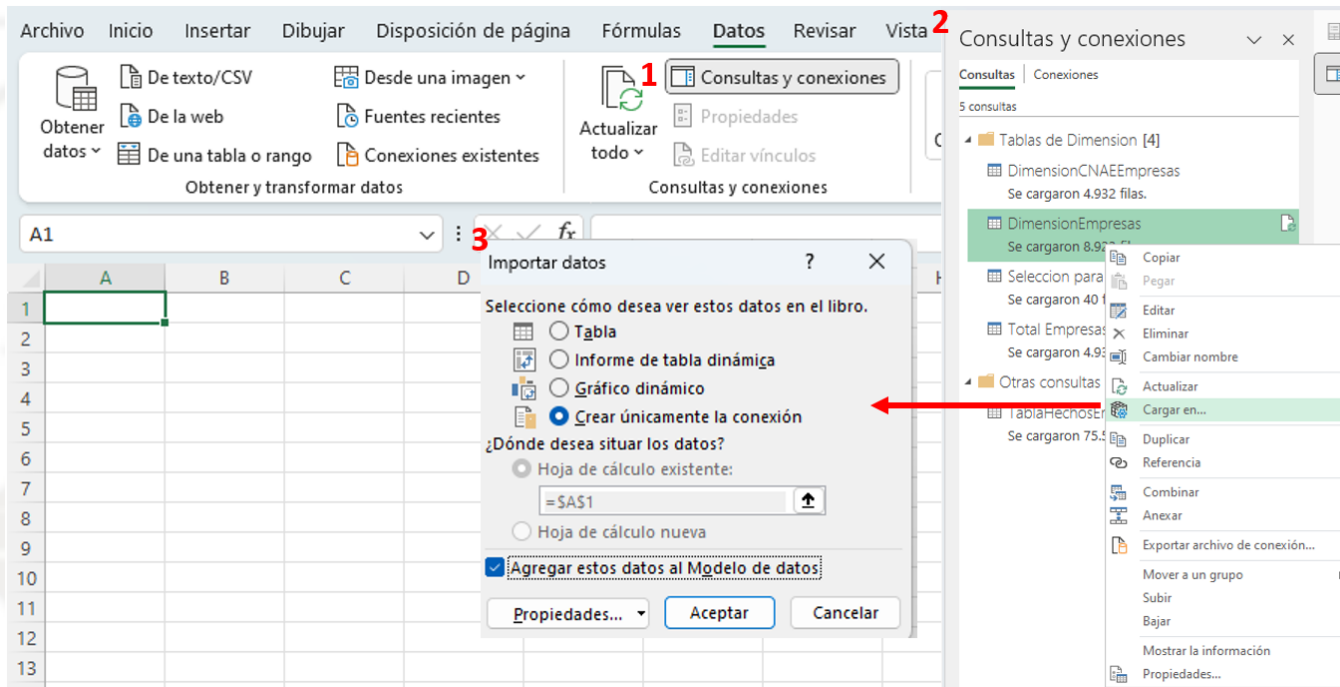 Archivo Inicio Insertar Dibujar Disposición de página Fórmulas Datos Revisar Vista
Obtener datos
De texto/CSV
De la web
De una tabla o rango
Desde una imagen
Fuentes recientes
Conexiones existentes
Obtener y transformar datos
Actualizar todo
1
Consultas y conexiones
Propiedades
Editar vínculos
Consultas y conexiones
A1
fx
A B C D
1
2
3
4
5
6
7
8
9
10
11
12
13
3
Importar datos
?
Seleccione cómo desea ver estos datos en el libro.
Tabla
Informe de tabla dinámica
Gráfico dinámico
Crear únicamente la conexión
¿Dónde desea situar los datos?
Hoja de cálculo existente:
=$A$1
Hoja de cálculo nueva
Agregar estos datos al Modelo de datos
Propiedades... Aceptar Cancelar
2
Consultas y conexiones
Consultas Conexiones
5 consultas
Tablas de Dimension [4]
DimensionCNAEEmpresas
Se cargaron 4.932 filas.
DimensionEmpresas
Se cargaron
Seleccion para
Se cargaron 40
Total Empresas
Se cargaron
Otras consultas
Se cargaron
Copiar
Pegar
Editar
Eliminar
Cambiar nombre
Actualizar
Cargar en...
Duplicar
Referencia
Combinar
Anexar
Exportar archivo de conexión...
Mover a un grupo
Subir
Bajar
Mostrar la información
Propiedades...